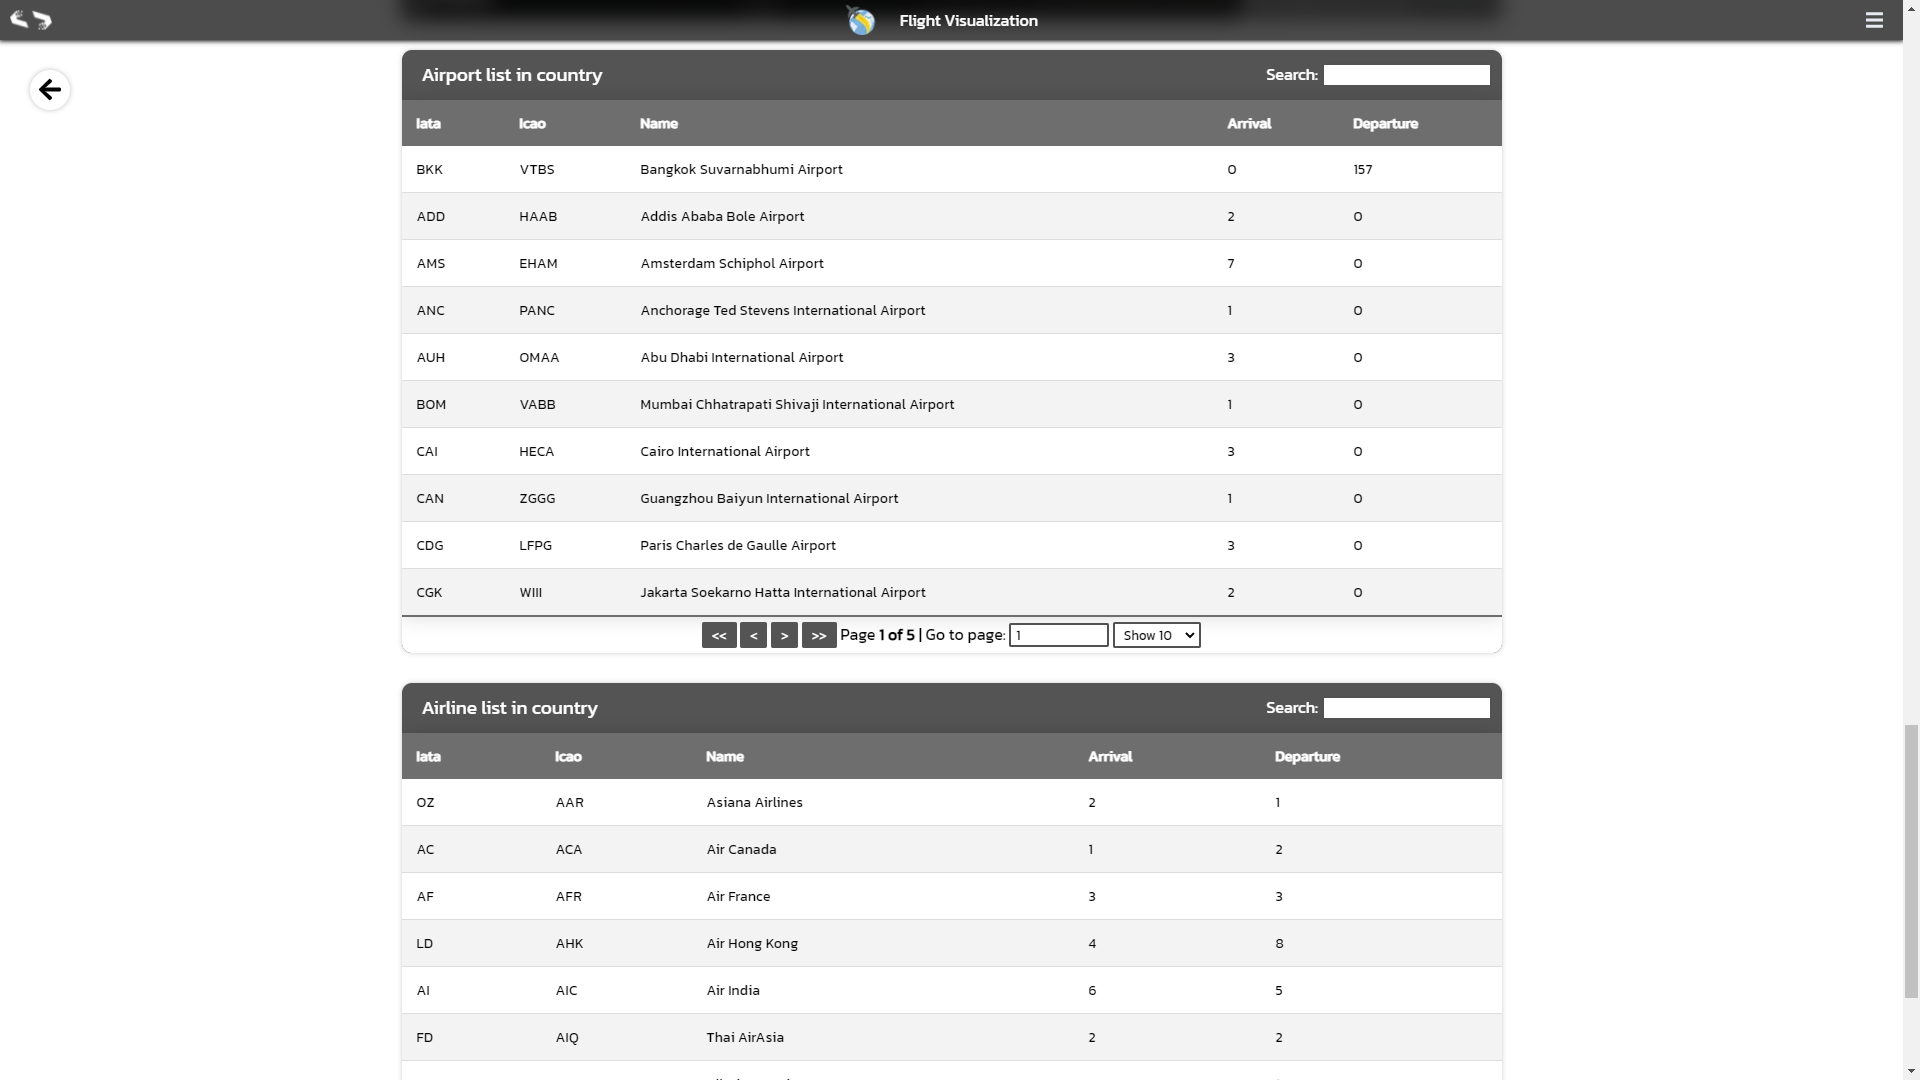 Flight Visualization
Airport list in country Search:
Iata Icao Name Arrival Departure
BKK VTBS Bangkok Suvarnabhumi Airport 0 157
ADD HAAB Addis Ababa Bole Airport 2 0
AMS EHAM Amsterdam Schiphol Airport 7 0
ANC PANC Anchorage Ted Stevens International Airport 1 0
AUH OMAA Abu Dhabi International Airport 3 0
BOM VABB Mumbai Chhatrapati Shivaji International Airport 1 0
CAI HECA Cairo International Airport 3 0
CAN ZGGG Guangzhou Baiyun International Airport 1 0
CDG LFPG Paris Charles de Gaulle Airport 3 0
CGK WIII Jakarta Soekarno Hatta International Airport 2 0
<< < > >> Page 1 of 5 | Go to page: 1 Show 10
Airline list in country Search:
Iata Icao Name Arrival Departure
OZ AAR Asiana Airlines 2 1
AC ACA Air Canada 1 2
AF AFR Air France 3 3
LD AHK Air Hong Kong 4 8
AI AIC Air India 6 5
FD AIQ Thai AirAsia 2 2